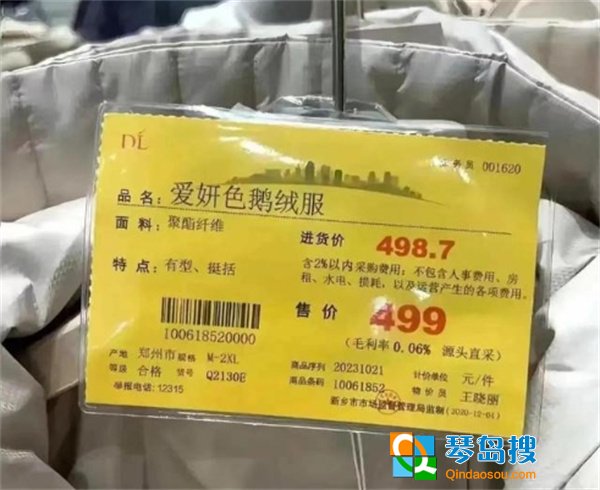 DL
务员 001620
品名：爱妍色鹅绒服
面料：聚酯纤维
进货价 498.7
含2%以内采购费用；不包含人事费用、房
租、水电、损耗，以及运营产生的各项费用。
特点：有型、挺括
售价 499
(毛利率0.06% 源头直采)
100618520000
产地 郑州市 规格 M-2XL
等级 合格 货号 Q2130E
举报电话：12315
商品序列 20231021 计价单位 元/件
商品条码 10061852 物价员 王晓丽
新乡市市场监督管理局监制(2020-12-04)
琴岛搜
Qindaosou.com